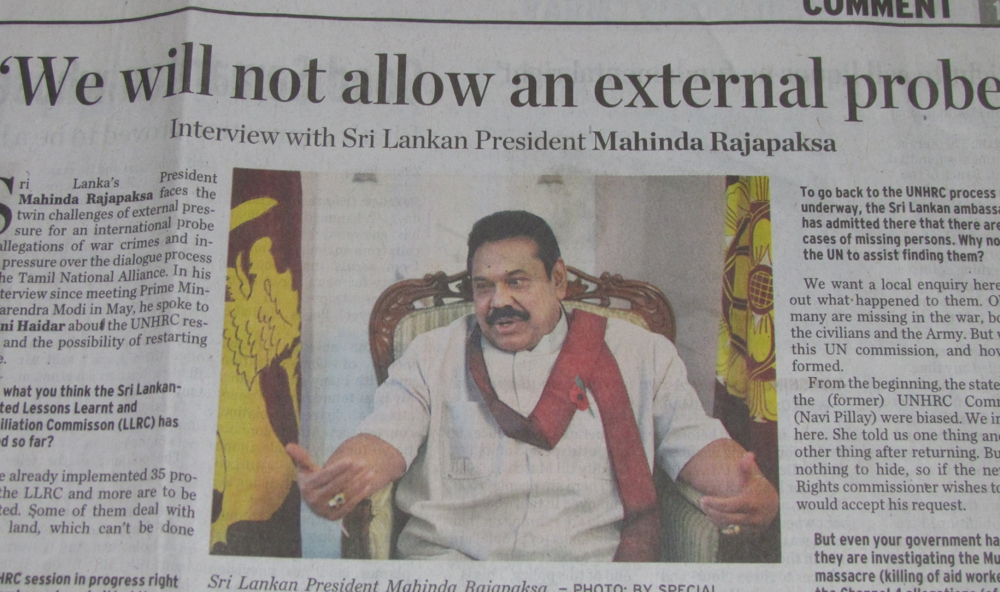 COMMENT
‘We will not allow an external probe
Interview with Sri Lankan President Mahinda Rajapaksa
Sri Lanka’s President
Mahinda Rajapaksa faces the
twin challenges of external pres-
sure for an international probe
allegations of war crimes and in-
pressure over the dialogue process
he Tamil National Alliance. In his
terview since meeting Prime Min-
arendra Modi in May, he spoke to
ni Haidar about the UNHRC res-
and the possibility of restarting
e.
what you think the Sri Lankan-
ted Lessons Learnt and
iliation Commisson (LLRC) has
d so far?
e already implemented 35 pro-
the LLRC and more are to be
ted. Some of them deal with
land, which can’t be done
HRC session in progress right
Sri Lankan President Mahinda Rajapaksa. – PHOTO: BY SPECIAL
To go back to the UNHRC process
underway, the Sri Lankan ambassa
has admitted there that there are
cases of missing persons. Why no
the UN to assist finding them?
We want a local enquiry here
out what happened to them. O
many are missing in the war, bo
the civilians and the Army. But
this UN commission, and how
formed.
From the beginning, the state
the (former) UNHRC Comm
(Navi Pillay) were biased. We in
here. She told us one thing and
other thing after returning. Bu
nothing to hide, so if the new
Rights commissioner wishes to
would accept his request.
But even your government ha
they are investigating the Mu
massacre (killing of aid worke